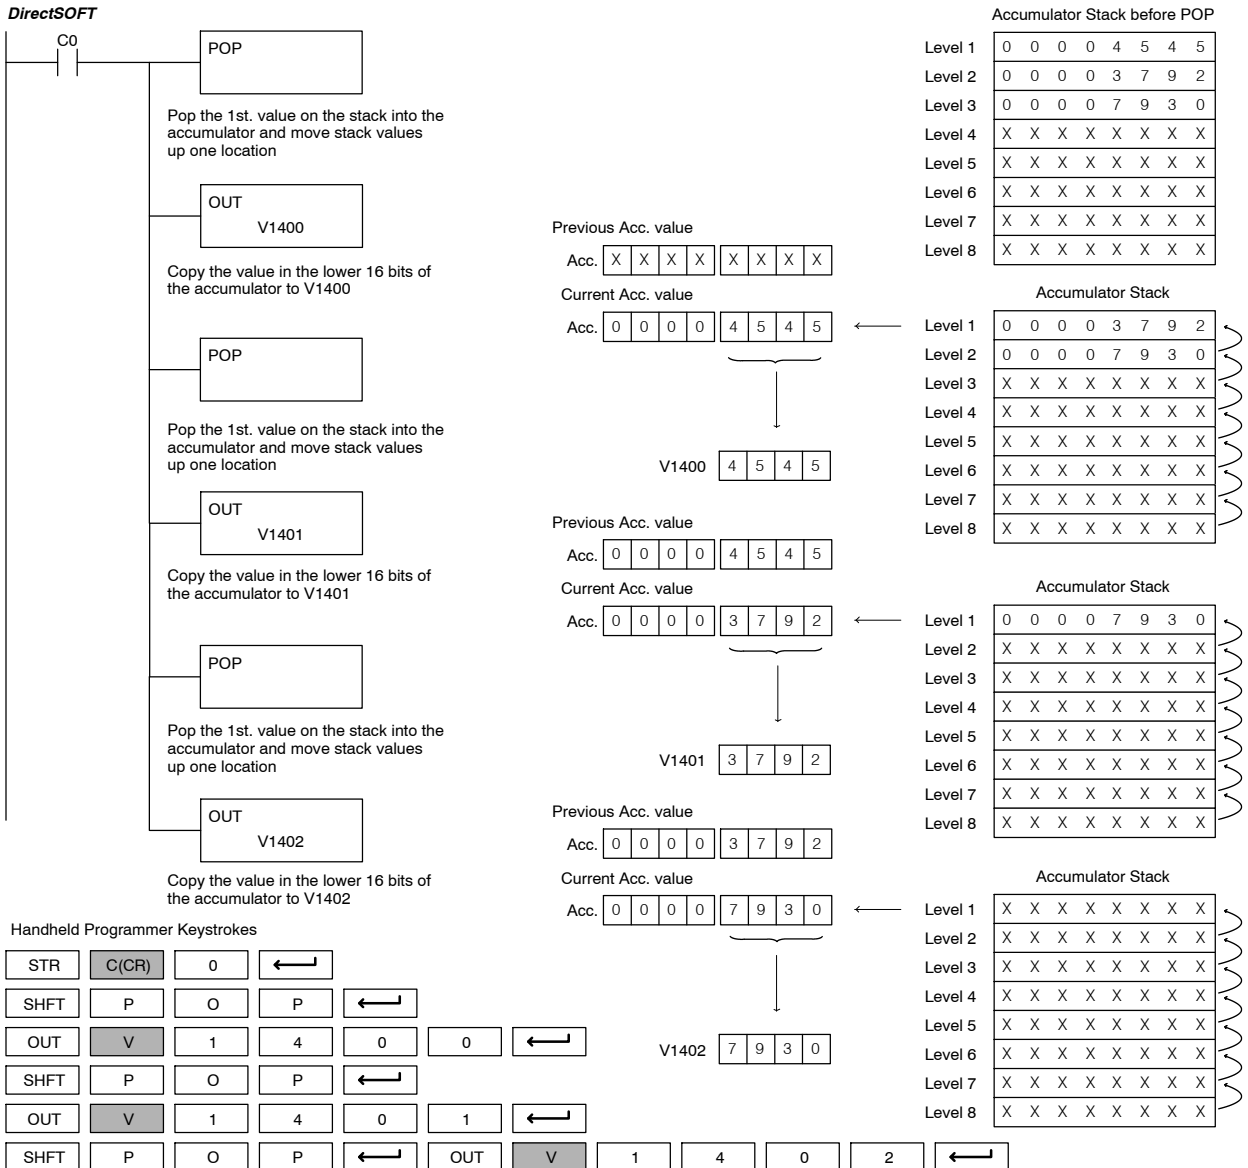 DirectSOFT
C0
POP
Pop the 1st. value on the stack into the
accumulator and move stack values
up one location
OUT
V1400
Copy the value in the lower 16 bits of
the accumulator to V1400
POP
Pop the 1st. value on the stack into the
accumulator and move stack values
up one location
OUT
V1401
Copy the value in the lower 16 bits of
the accumulator to V1401
POP
Pop the 1st. value on the stack into the
accumulator and move stack values
up one location
OUT
V1402
Copy the value in the lower 16 bits of
the accumulator to V1402
Previous Acc. value
Acc. X X X X X X X X
Current Acc. value
Acc. 0 0 0 0 4 5 4 5
V1400 4 5 4 5
Previous Acc. value
Acc. 0 0 0 0 4 5 4 5
Current Acc. value
Acc. 0 0 0 0 3 7 9 2
V1401 3 7 9 2
Previous Acc. value
Acc. 0 0 0 0 3 7 9 2
Current Acc. value
Acc. 0 0 0 0 7 9 3 0
V1402 7 9 3 0
Accumulator Stack before POP
Level 1 0 0 0 0 4 5 4 5
Level 2 0 0 0 0 3 7 9 2
Level 3 0 0 0 0 7 9 3 0
Level 4 X X X X X X X X
Level 5 X X X X X X X X
Level 6 X X X X X X X X
Level 7 X X X X X X X X
Level 8 X X X X X X X X
Accumulator Stack
Level 1 0 0 0 0 3 7 9 2
Level 2 0 0 0 0 7 9 3 0
Level 3 X X X X X X X X
Level 4 X X X X X X X X
Level 5 X X X X X X X X
Level 6 X X X X X X X X
Level 7 X X X X X X X X
Level 8 X X X X X X X X
Accumulator Stack
Level 1 0 0 0 0 7 9 3 0
Level 2 X X X X X X X X
Level 3 X X X X X X X X
Level 4 X X X X X X X X
Level 5 X X X X X X X X
Level 6 X X X X X X X X
Level 7 X X X X X X X X
Level 8 X X X X X X X X
Accumulator Stack
Level 1 X X X X X X X X
Level 2 X X X X X X X X
Level 3 X X X X X X X X
Level 4 X X X X X X X X
Level 5 X X X X X X X X
Level 6 X X X X X X X X
Level 7 X X X X X X X X
Level 8 X X X X X X X X
Handheld Programmer Keystrokes
STR C(CR) 0
SHFT P O P
OUT V 1 4 0 0
SHFT P O P
OUT V 1 4 0 1
SHFT P O P OUT V 1 4 0 2